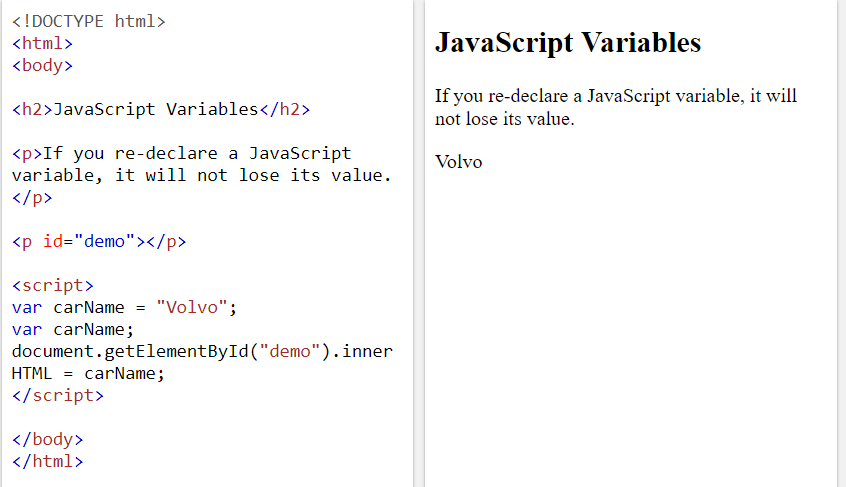 <!DOCTYPE html>
<html>
<body>
<h2>JavaScript Variables</h2>
<p>If you re-declare a JavaScript
variable, it will not lose its value.
</p>
<p id="demo"></p>
<script>
var carName = "Volvo";
var carName;
document.getElementById("demo").inner
HTML = carName;
</script>
</body>
</html>
JavaScript Variables
If you re-declare a JavaScript variable, it will
not lose its value.
Volvo